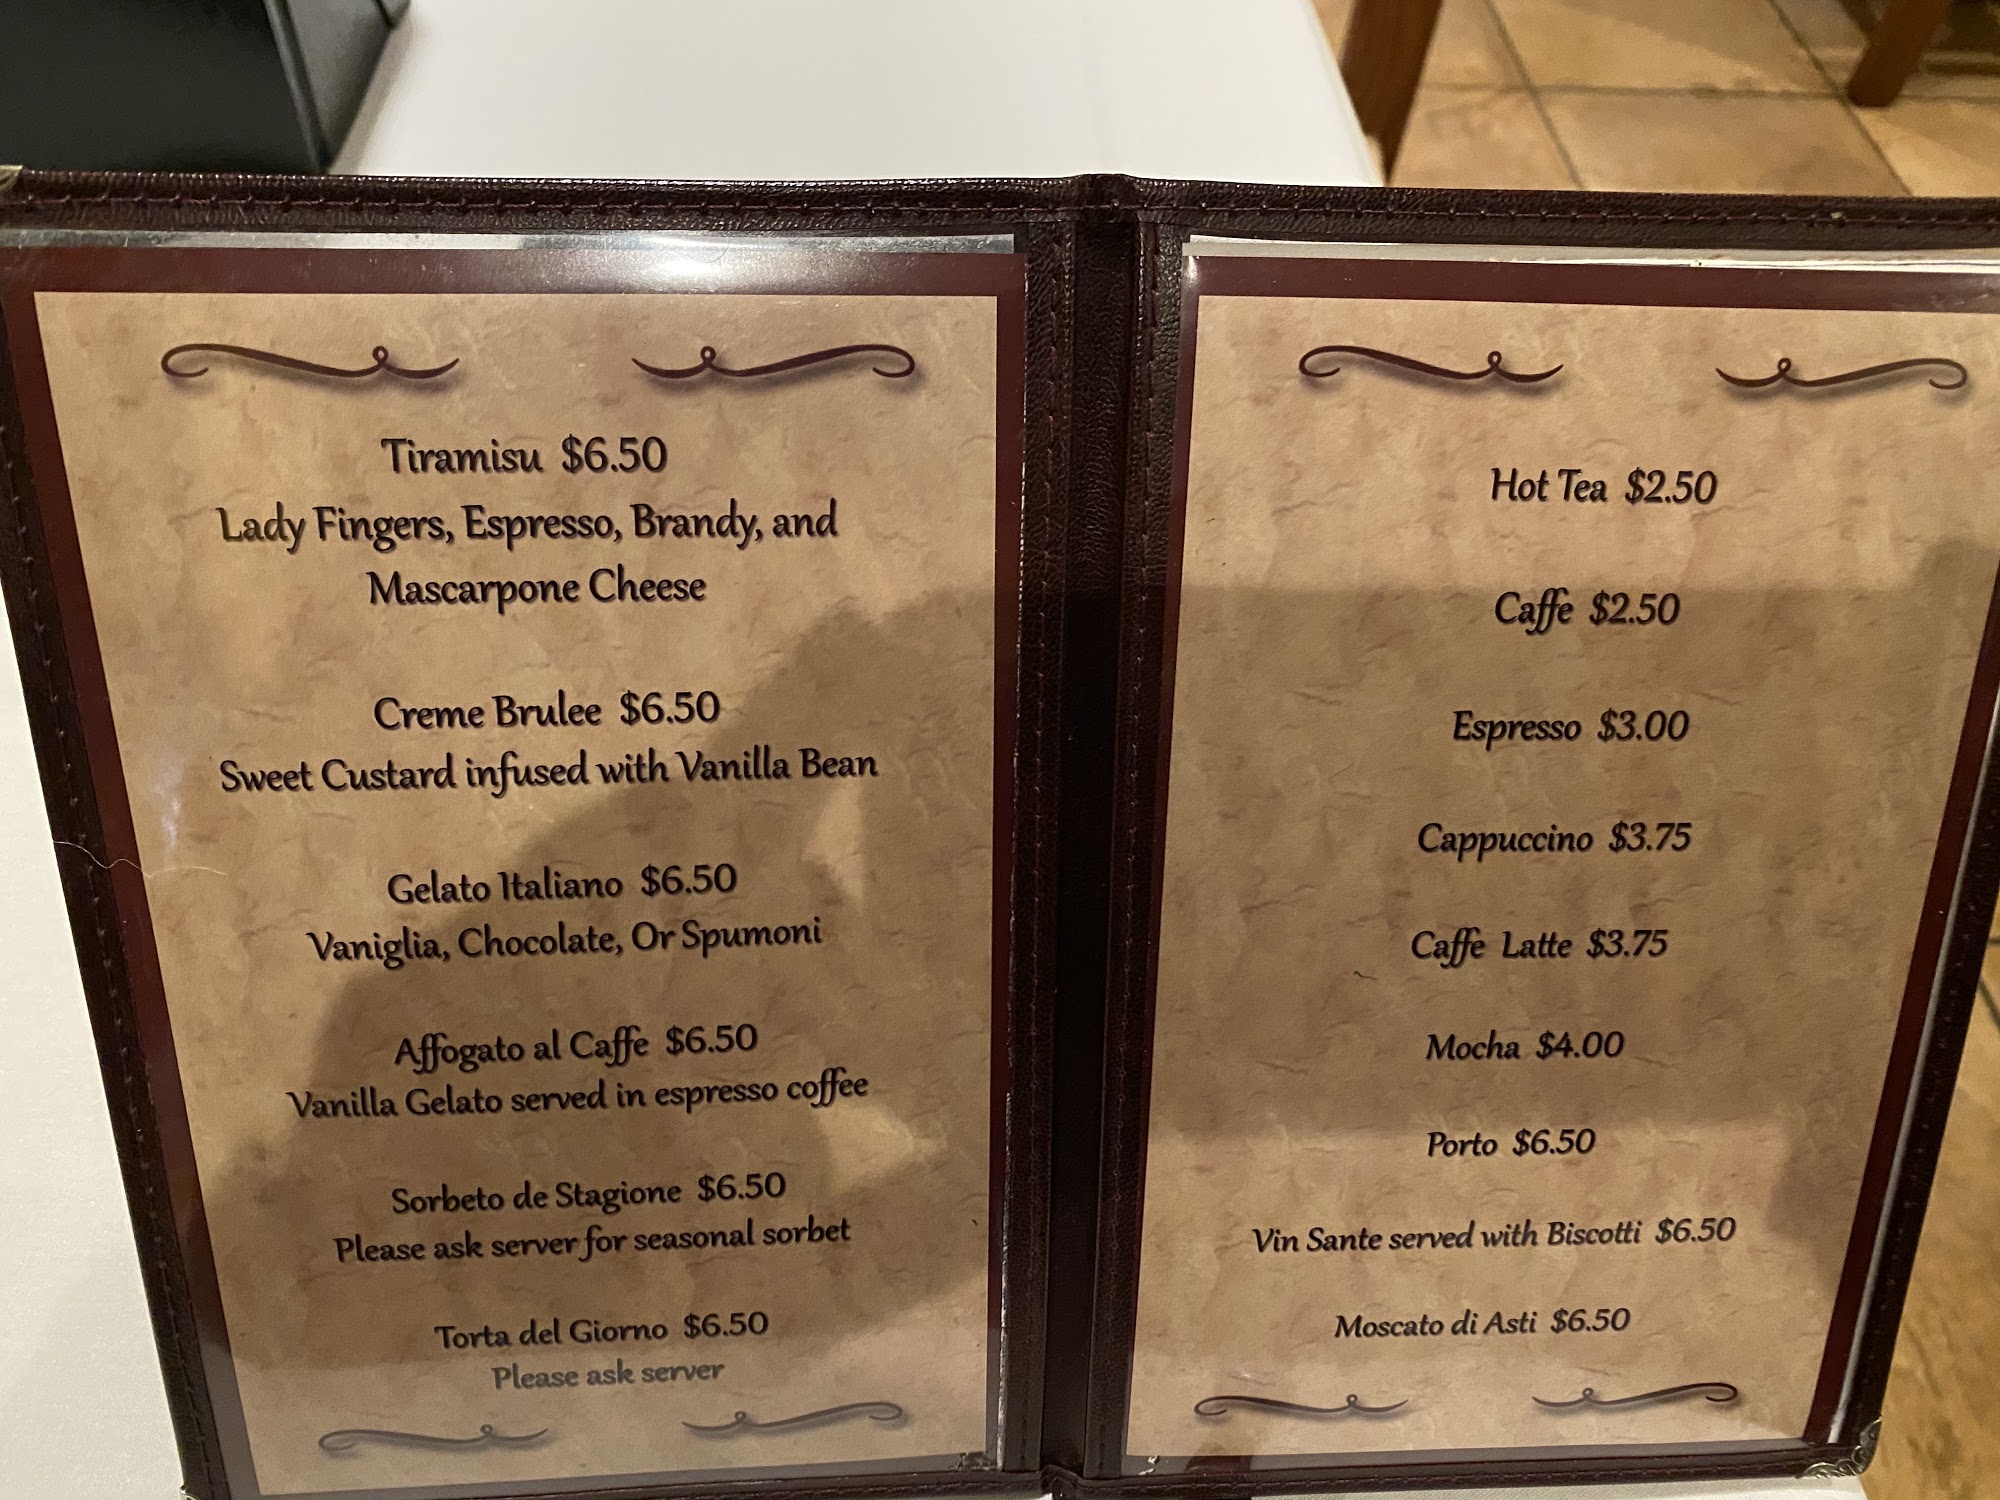 Tiramisu $6.50
Lady Fingers, Espresso, Brandy, and
Mascarpone Cheese
Creme Brulee $6.50
Sweet Custard infused with Vanilla Bean
Gelato Italiano $6.50
Vaniglia, Chocolate, Or Spumoni
Affogato al Caffe $6.50
Vanilla Gelato served in espresso coffee
Sorbeto de Stagione $6.50
Please ask server for seasonal sorbet
Torta del Giorno $6.50
Please ask server
Hot Tea $2.50
Caffe $2.50
Espresso $3.00
Cappuccino $3.75
Caffe Latte $3.75
Mocha $4.00
Porto $6.50
Vin Sante served with Biscotti $6.50
Moscato di Asti $6.50